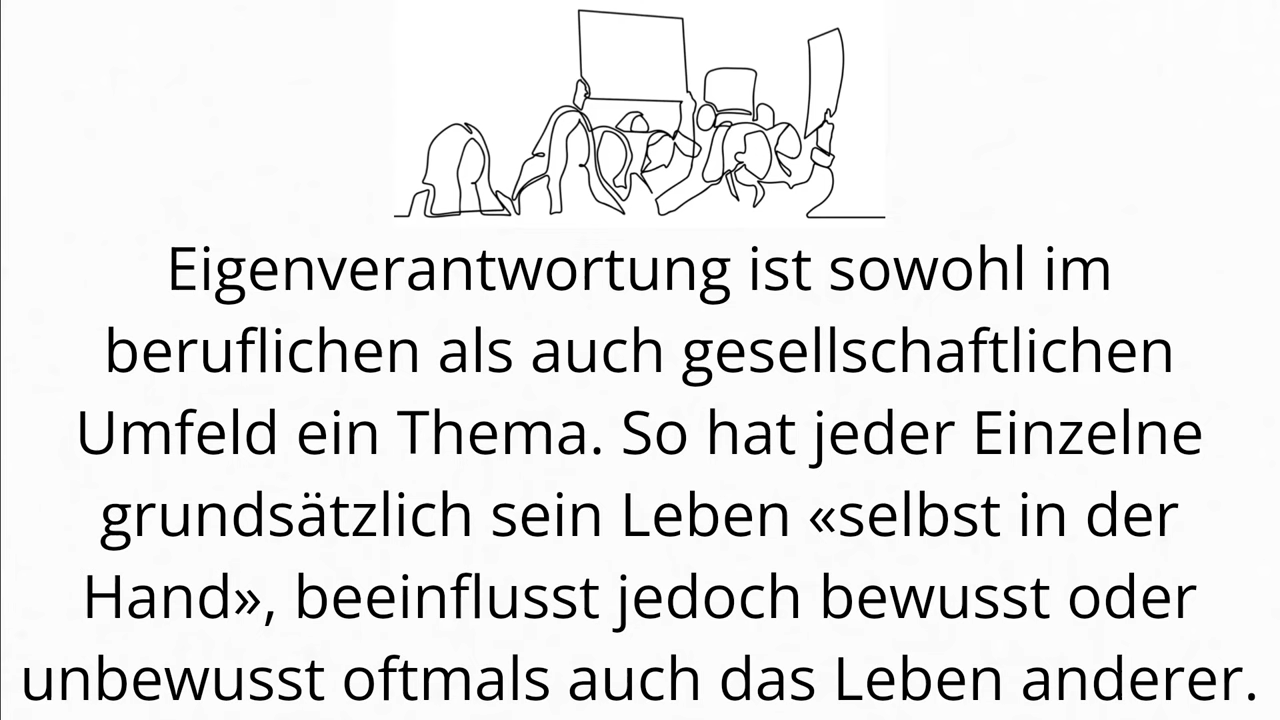 Eigenverantwortung ist sowohl im
beruflichen als auch gesellschaftlichen
Umfeld ein Thema. So hat jeder Einzelne
grundsätzlich sein Leben «selbst in der
Hand», beeinflusst jedoch bewusst oder
unbewusst oftmals auch das Leben anderer.